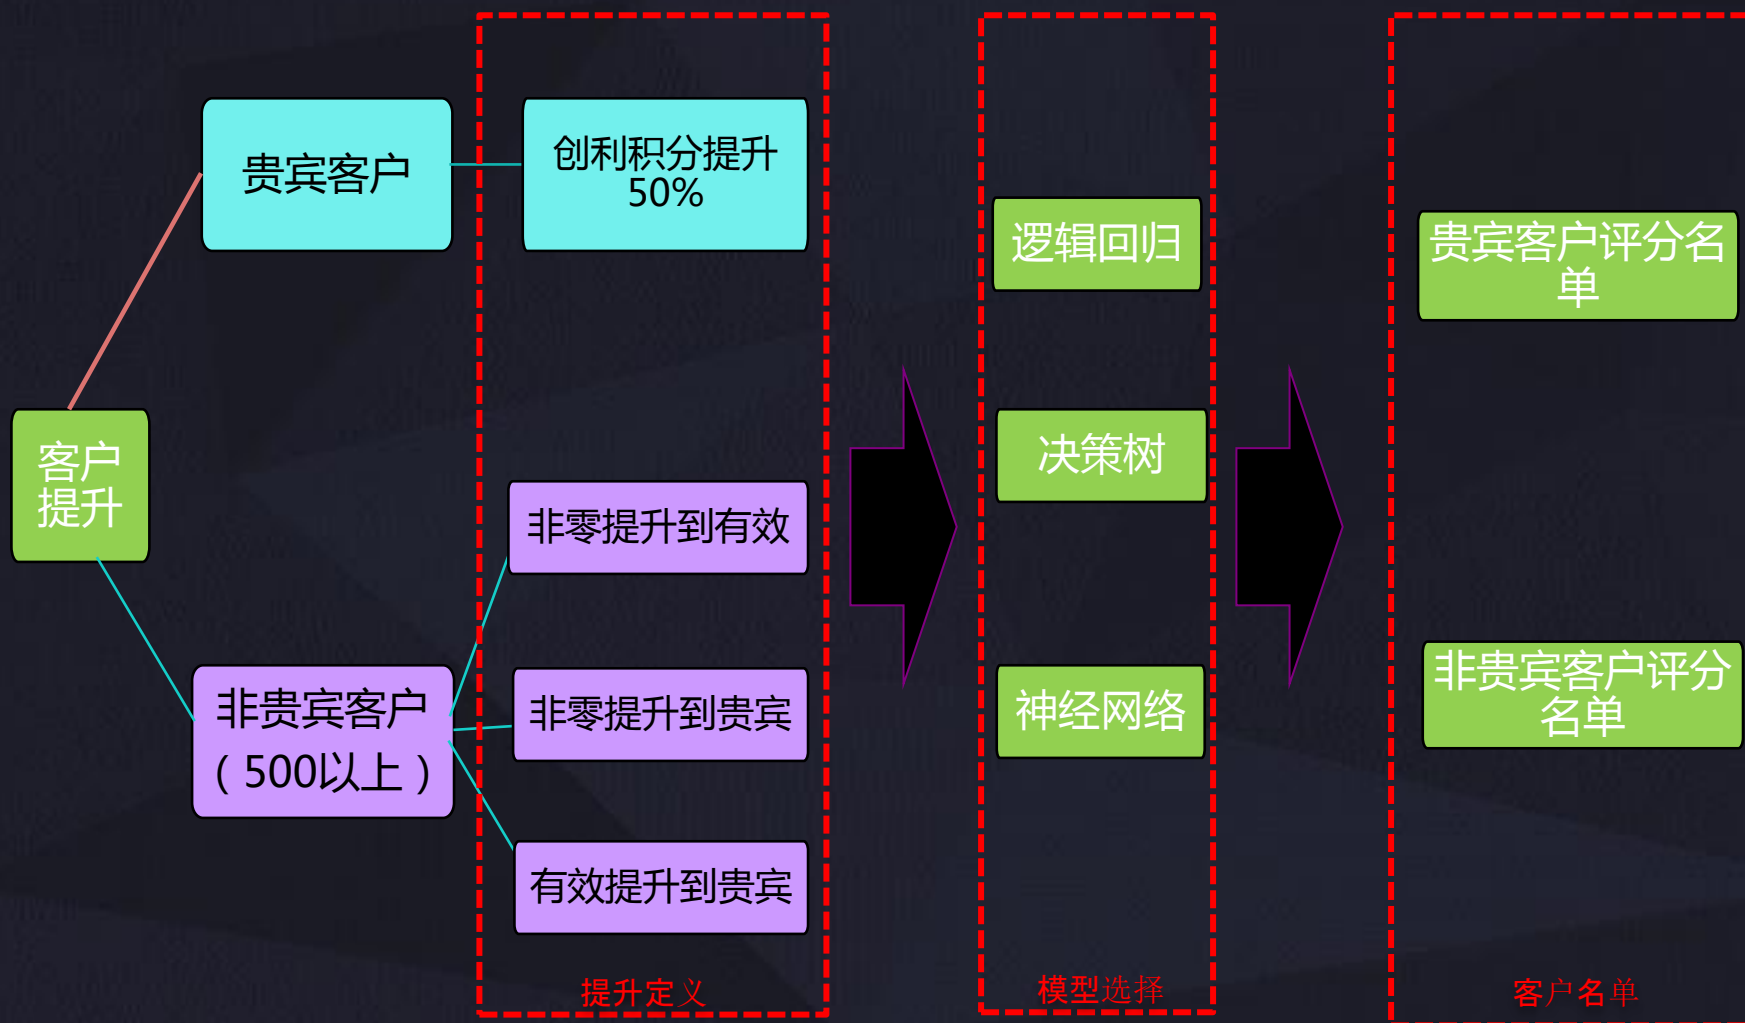 客户
提升
贵宾客户
非贵宾客户
（500以上）
创利积分提升
50%
非零提升到有效
非零提升到贵宾
有效提升到贵宾
提升定义
逻辑回归
决策树
神经网络
模型选择
贵宾客户评分名
单
非贵宾客户评分
名单
客户名单